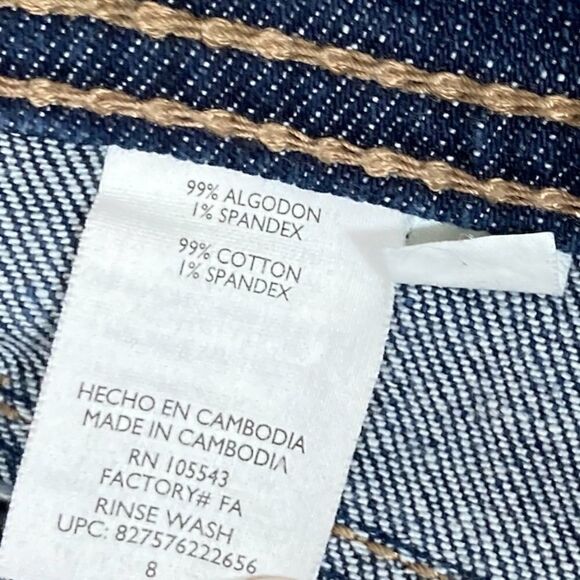 99% ALGODON
1% SPANDEX
99% COTTON
1% SPANDEX
HECHO EN CAMBODIA
MADE IN CAMBODIA
RN 105543
FACTORY# FA
RINSE WASH
UPC: 827576222656
8